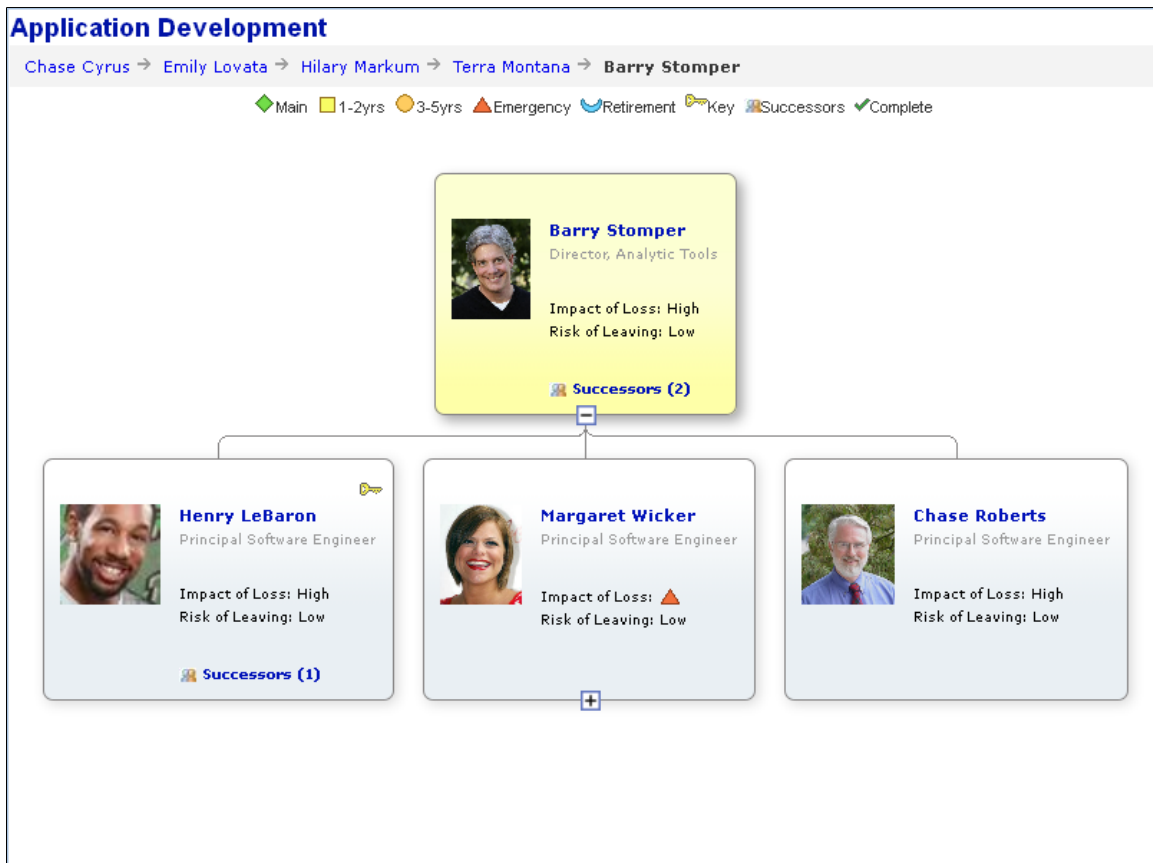 Application Development
Chase Cyrus → Emily Lovata → Hilary Markum → Terra Montana → Barry Stomper
Main 1-2yrs 3-5yrs Emergency Retirement Key Successors Complete
Barry Stomper
Director, Analytic Tools
Impact of Loss: High
Risk of Leaving: Low
Successors (2)
Henry LeBaron
Principal Software Engineer
Impact of Loss: High
Risk of Leaving: Low
Successors (1)
Margaret Wicker
Principal Software Engineer
Impact of Loss:
Risk of Leaving: Low
Chase Roberts
Principal Software Engineer
Impact of Loss: High
Risk of Leaving: Low